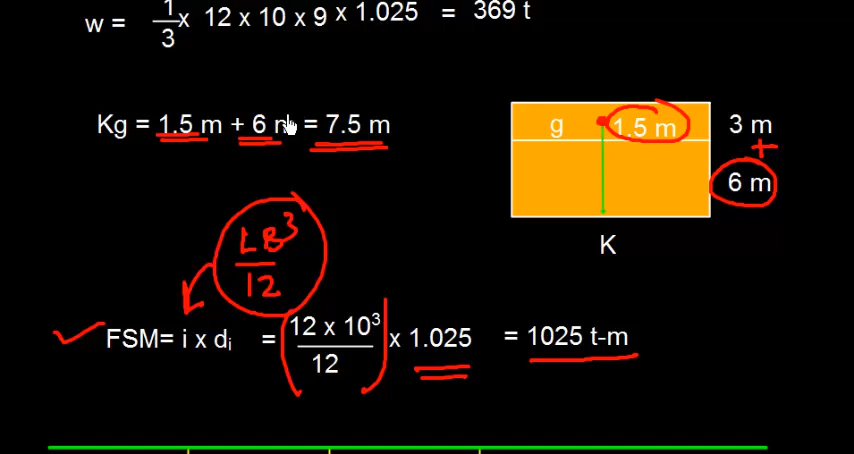 w = 1/3 x 12 x 10 x 9 x 1.025 = 369 t
Kg = 1.5 m + 6 m = 7.5 m
g 1.5 m 3 m
+
6 m
K
LB³/12
FSM= i x dᵢ = 12 x 10³/12 x 1.025 = 1025 t-m